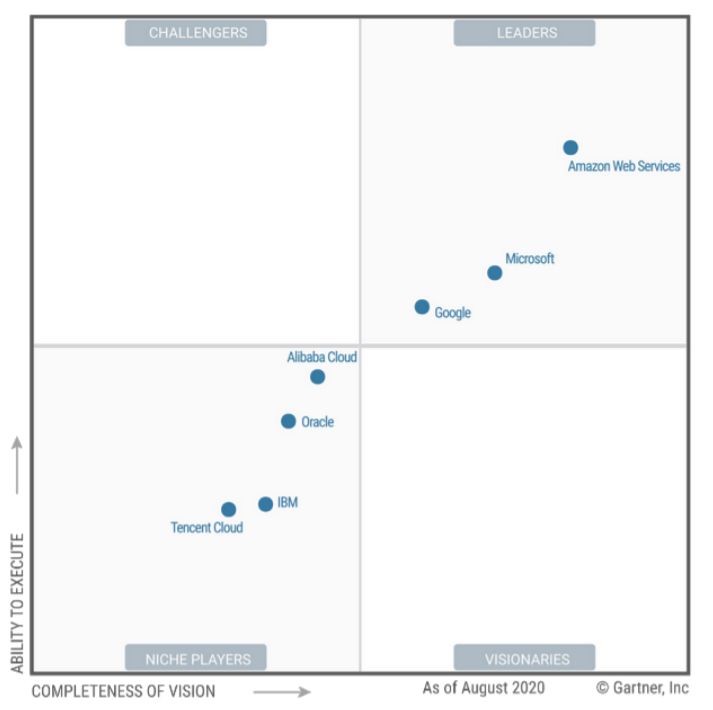 CHALLENGERS
LEADERS
Amazon Web Services
Microsoft
Google
Alibaba Cloud
Oracle
IBM
Tencent Cloud
ABILITY TO EXECUTE
NICHE PLAYERS
VISIONARIES
COMPLETENESS OF VISION
As of August 2020
© Gartner, Inc